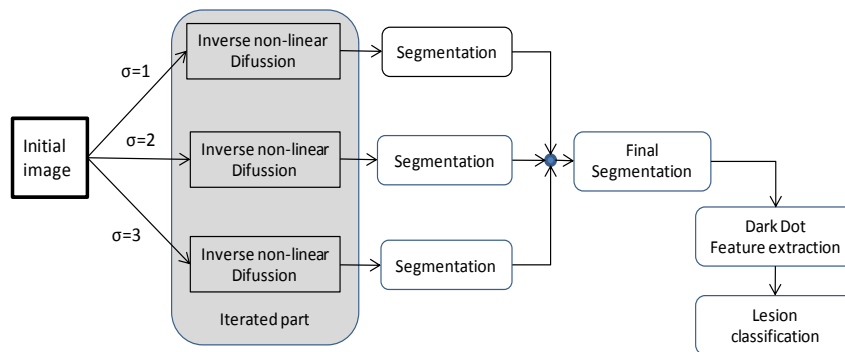 Inverse non-linear
Difussion
Segmentation
σ=1
Initial
image
σ=2
Inverse non-linear
Difussion
Segmentation
Final
Segmentation
σ=3
Inverse non-linear
Difussion
Segmentation
Dark Dot
Feature extraction
Iterated part
Lesion
classification